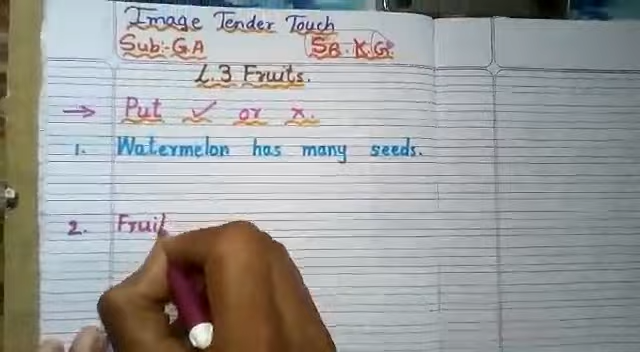 Image Tender Touch
Sub:- G.A
Sr. K.G
L.3 Fruits.
→ Put ✓ or x.
1. Watermelon has many seeds.
2. Fruit